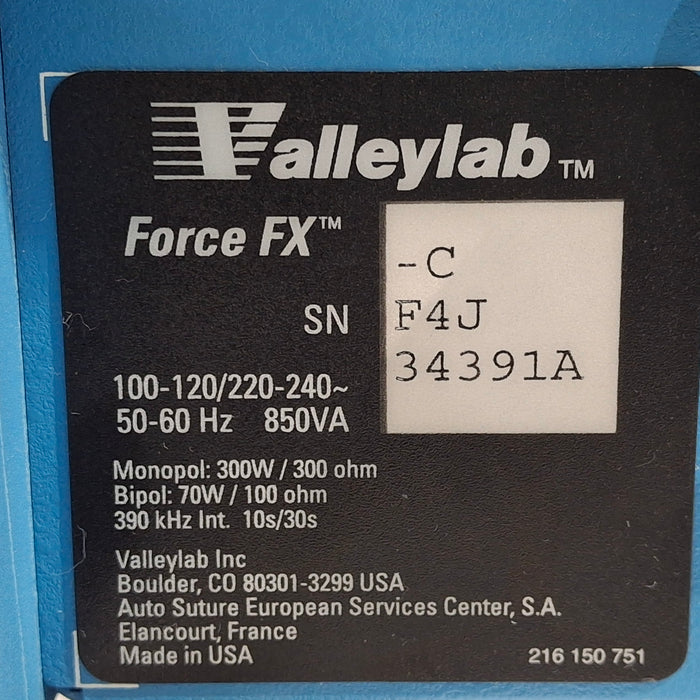 Valleylab™
Force FX™ -C
SN F4J
34391A
100-120/220-240~
50-60 Hz 850VA
Monopol: 300W / 300 ohm
Bipol: 70W / 100 ohm
390 kHz Int. 10s/30s
Valleylab Inc
Boulder, CO 80301-3299 USA
Auto Suture European Services Center, S.A.
Elancourt, France
Made in USA 216 150 751